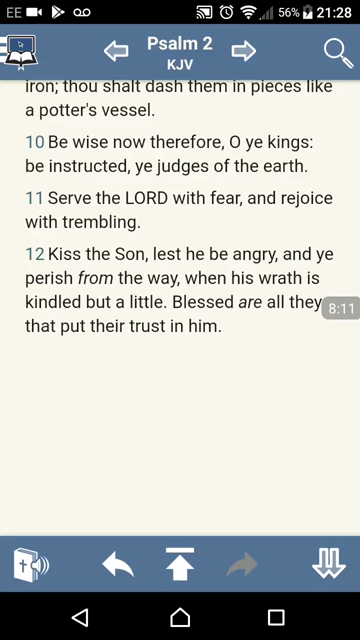 EE 56% 21:28
Psalm 2
KJV
iron; thou shalt dash them in pieces like
a potter's vessel.
10 Be wise now therefore, O ye kings:
be instructed, ye judges of the earth.
11 Serve the LORD with fear, and rejoice
with trembling.
12 Kiss the Son, lest he be angry, and ye
perish from the way, when his wrath is
kindled but a little. Blessed are all they
8:11
that put their trust in him.